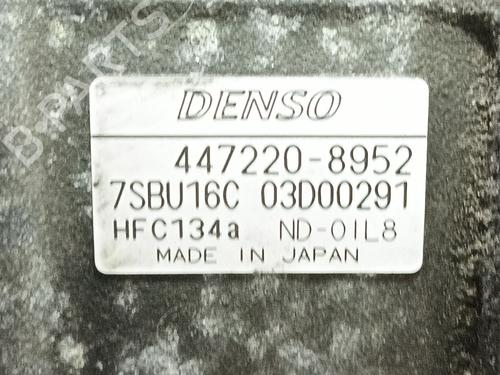 B-PARTS
DENSO
447220-8952
7SBU16C 03D00291
HFC134a ND-OIL8
MADE IN JAPAN